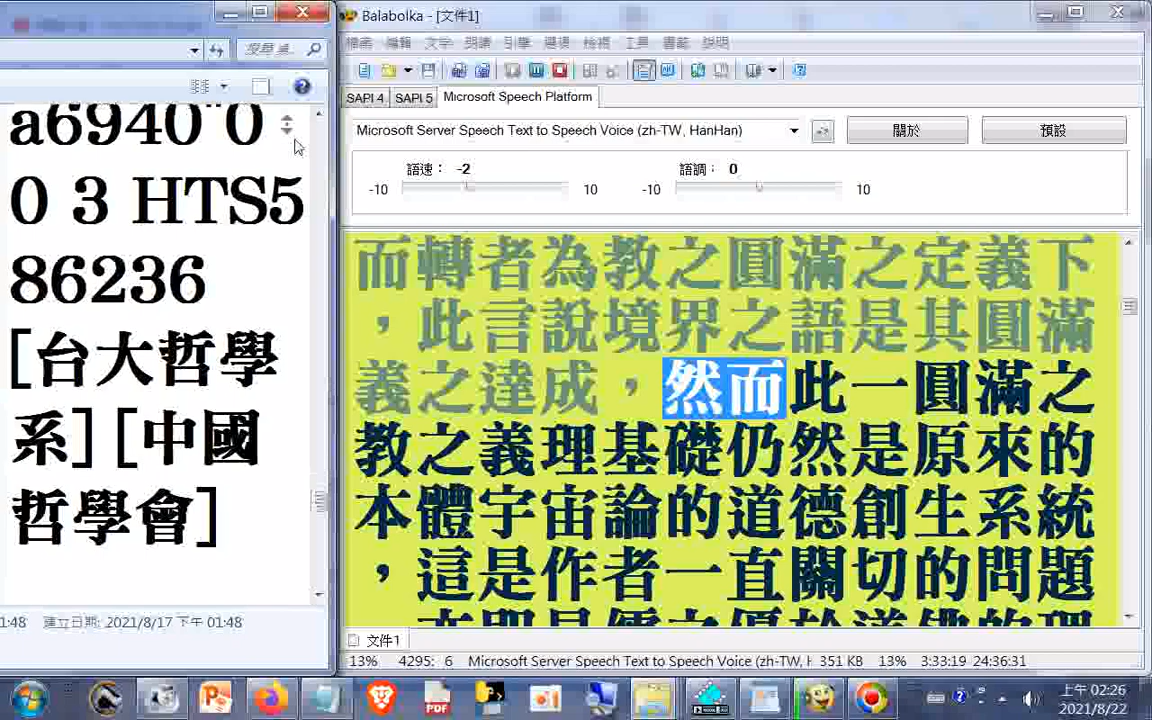 Balabolka - [文件1]
檔案 編輯 文字 朗讀 引擎 選項 檢視 工具 書籤 說明
SAPI 4 SAPI 5 Microsoft Speech Platform
Microsoft Server Speech Text to Speech Voice (zh-TW, HanHan)
關於
預設
語速： -2
語調： 0
-10 10
-10 10
a6940"0
0 3 HTS5
86236
[台大哲學
系] [中國
哲學會]
:48 建立日期: 2021/8/17 下午 01:48
而轉者為教之圓滿之定義下
，此言說境界之語是其圓滿
義之達成，然而此一圓滿之
教之義理基礎仍然是原來的
本體宇宙論的道德創生系統
，這是作者一直關切的問題
文件1
13% 4295: 6 Microsoft Server Speech Text to Speech Voice (zh-TW, H 351 KB 13% 3:33:19 24:36:31
PDF
上午 02:26
2021/8/22